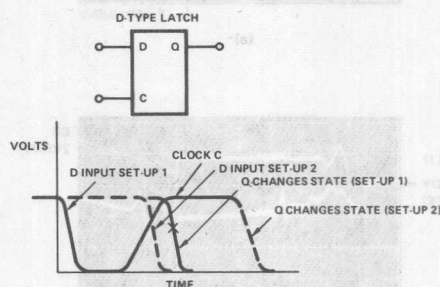 D-TYPE LATCH
D Q
C
VOLTS
CLOCK C
D INPUT SET-UP 1
D INPUT SET-UP 2
Q CHANGES STATE (SET-UP 1)
Q CHANGES STATE (SET-UP 2)
TIME